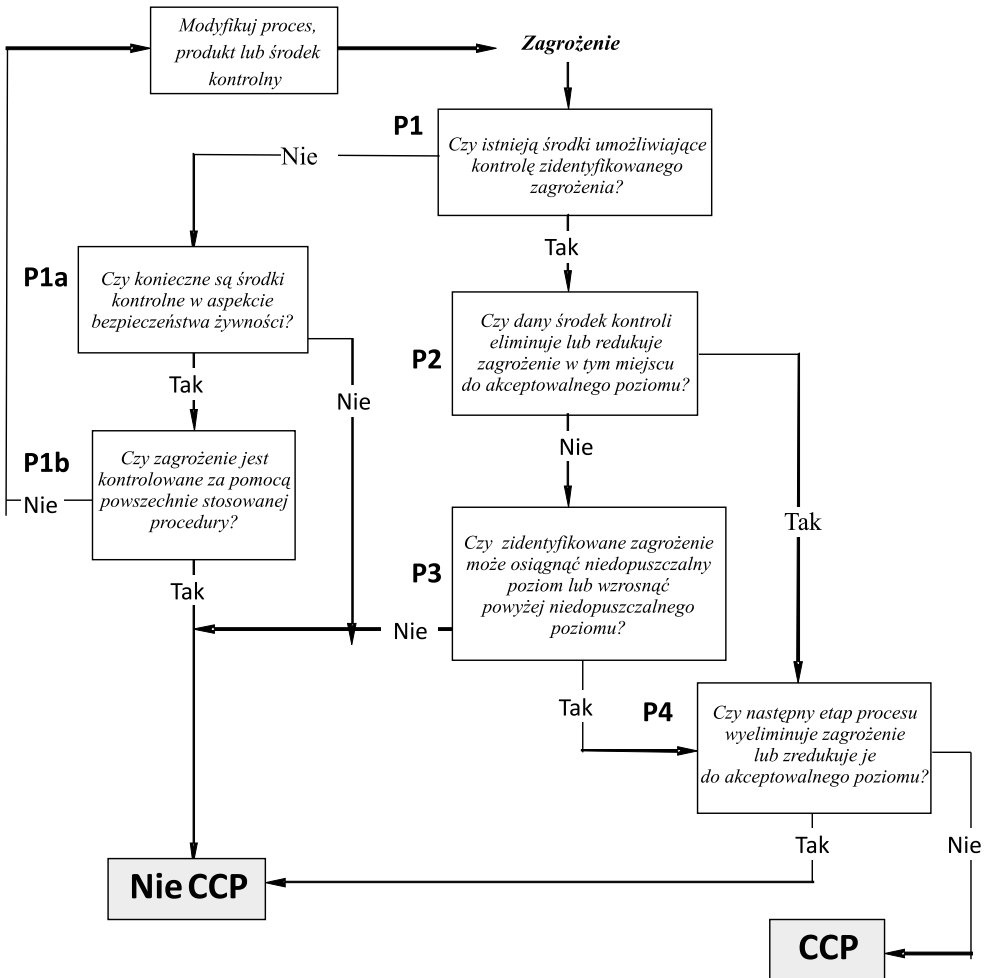 Modyfikuj proces,
produkt lub środek
kontrolny
Zagrożenie
P1
Czy istnieją środki umożliwiające
kontrolę zidentyfikowanego
zagrożenia?
Nie
Tak
P1a
Czy konieczne są środki
kontrolne w aspekcie
bezpieczeństwa żywności?
Tak
Nie
P2
Czy dany środek kontroli
eliminuje lub redukuje
zagrożenie w tym miejscu
do akceptowalnego poziomu?
Nie
Tak
P1b
Czy zagrożenie jest
kontrolowane za pomocą
powszechnie stosowanej
procedury?
Nie
Tak
P3
Czy zidentyfikowane zagrożenie
może osiągnąć niedopuszczalny
poziom lub wzrosnąć
powyżej niedopuszczalnego
poziomu?
Nie
Tak
P4
Czy następny etap procesu
wyeliminuje zagrożenie
lub zredukuje je
do akceptowalnego poziomu?
Tak
Nie
Nie CCP
CCP